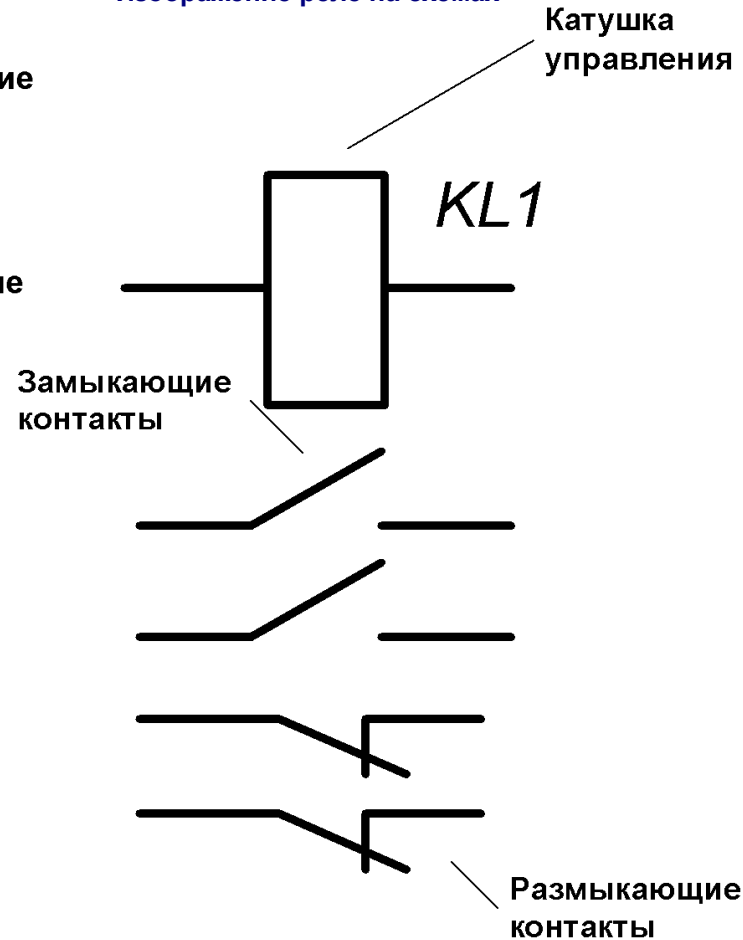 Катушка
управления
KL1
Замыкающие
контакты
Размыкающие
контакты